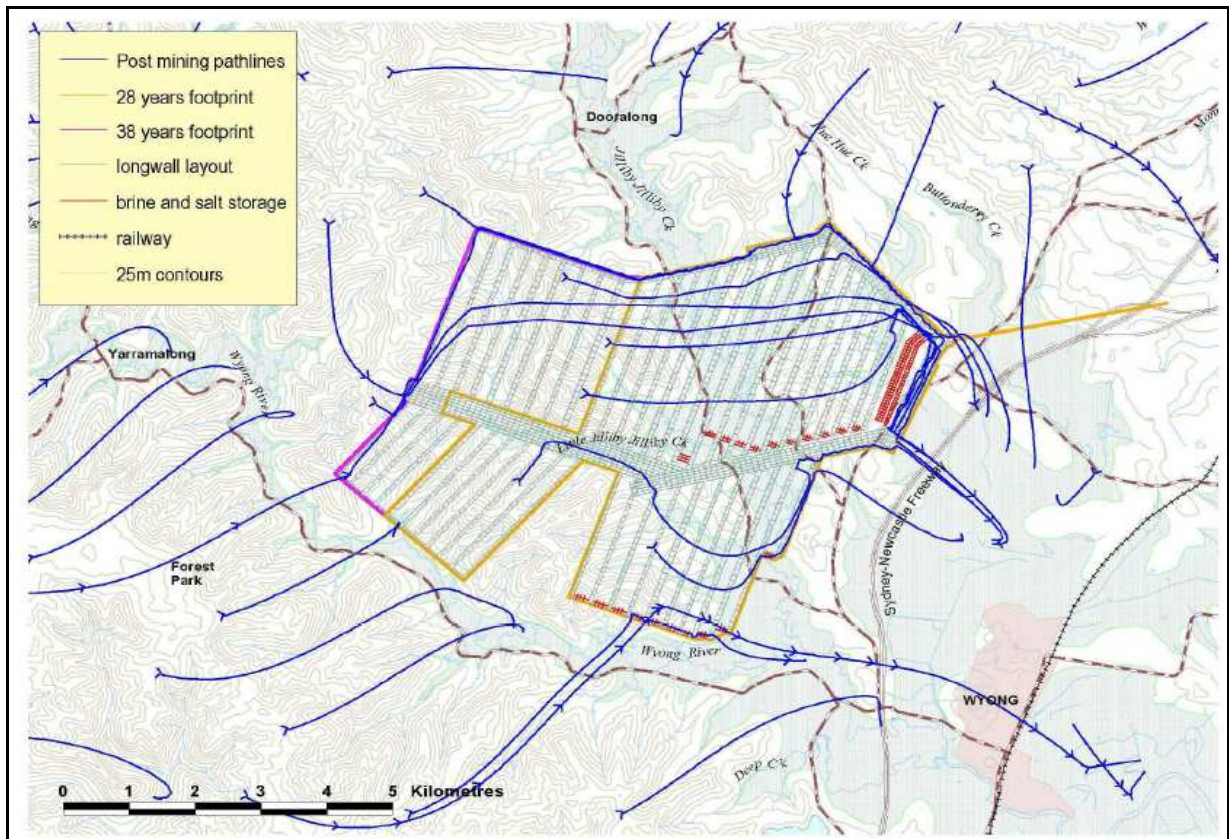 Post mining pathlines
28 years footprint
38 years footprint
longwall layout
brine and salt storage
railway
25m contours
Dooralong
Jilliby Jilliby Ck
Hue Hue Ck
Buttonderry Ck
Yarramalong
Wyong River
Little Jilliby Jilliby Ck
Sydney-Newcastle Freeway
Forest
Park
Wyong River
WYONG
Deep Ck
0 1 2 3 4 5 Kilometres